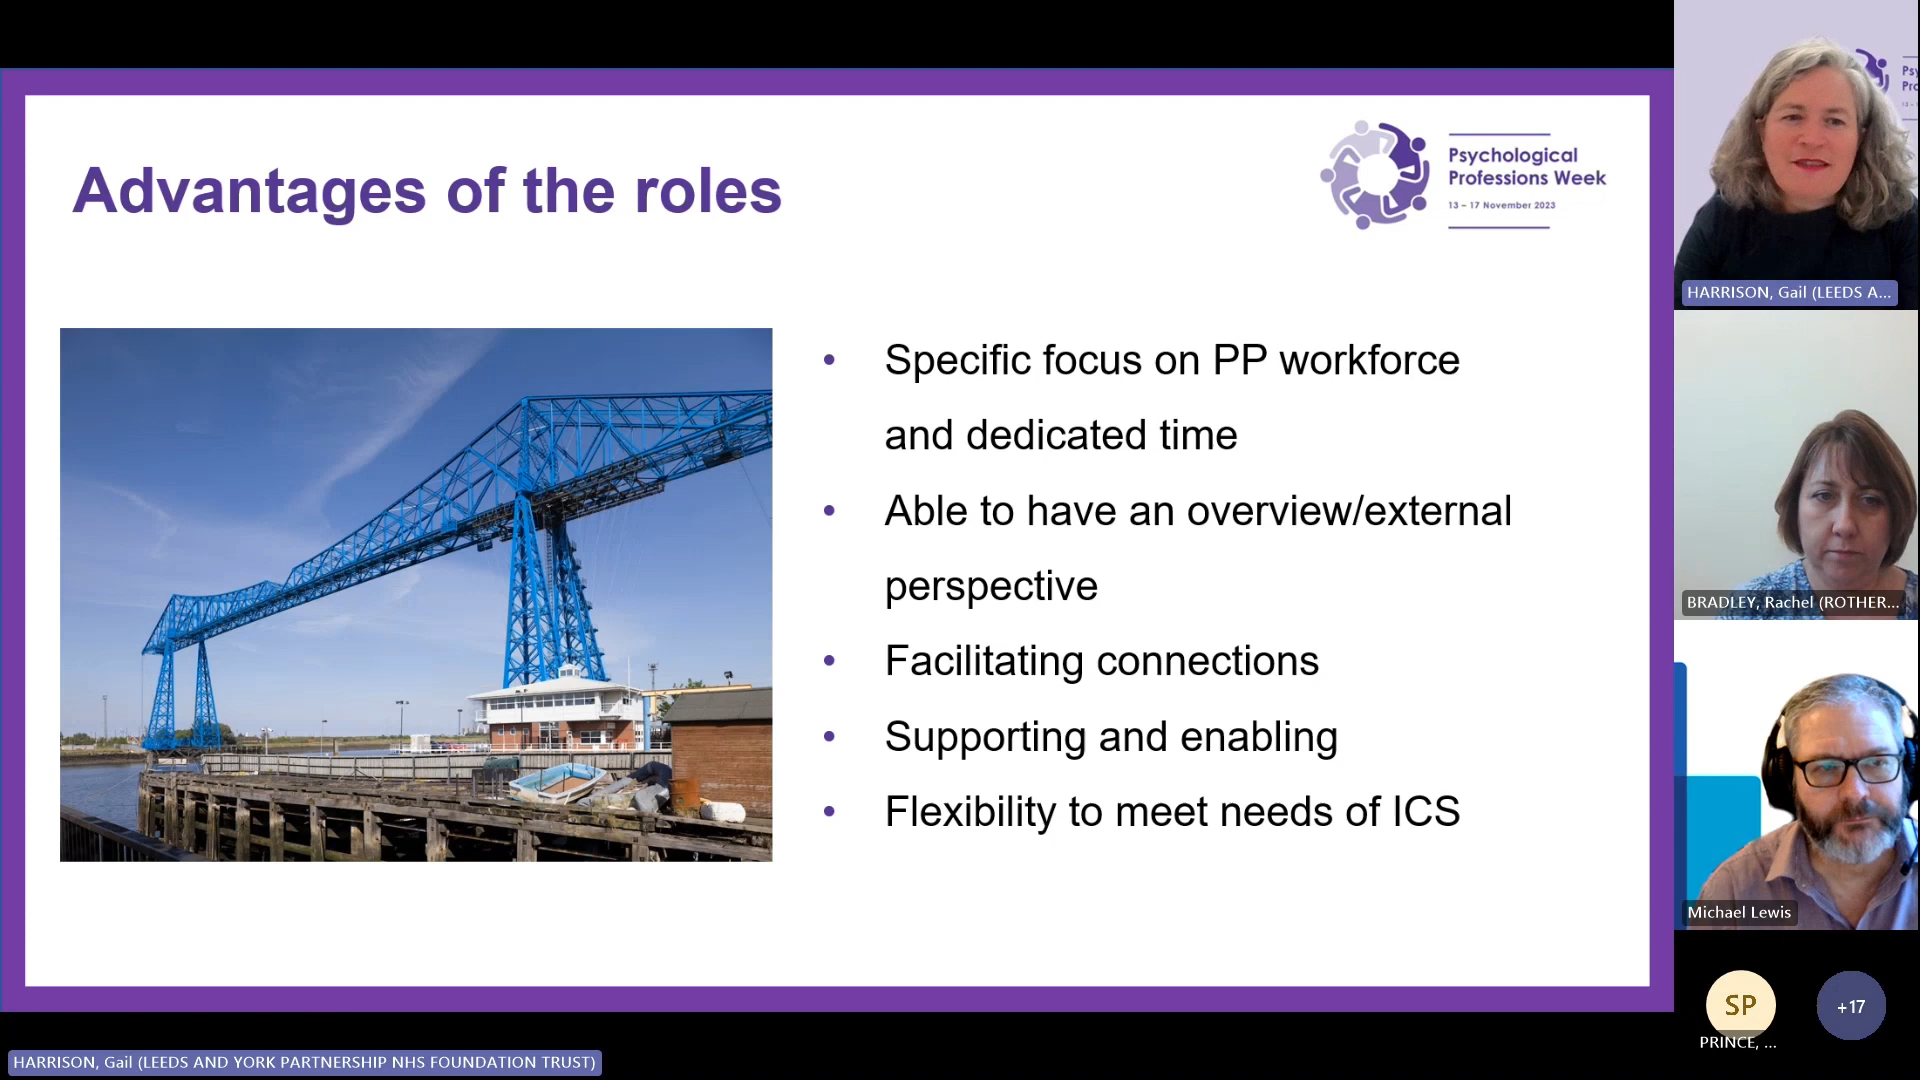 Advantages of the roles
Psychological
Professions Week
13 – 17 November 2023
• Specific focus on PP workforce
and dedicated time
• Able to have an overview/external
perspective
• Facilitating connections
• Supporting and enabling
• Flexibility to meet needs of ICS
HARRISON, Gail (LEEDS A...
BRADLEY, Rachel (ROTHER...
Michael Lewis
SP
PRINCE, ...
+17
HARRISON, Gail (LEEDS AND YORK PARTNERSHIP NHS FOUNDATION TRUST)